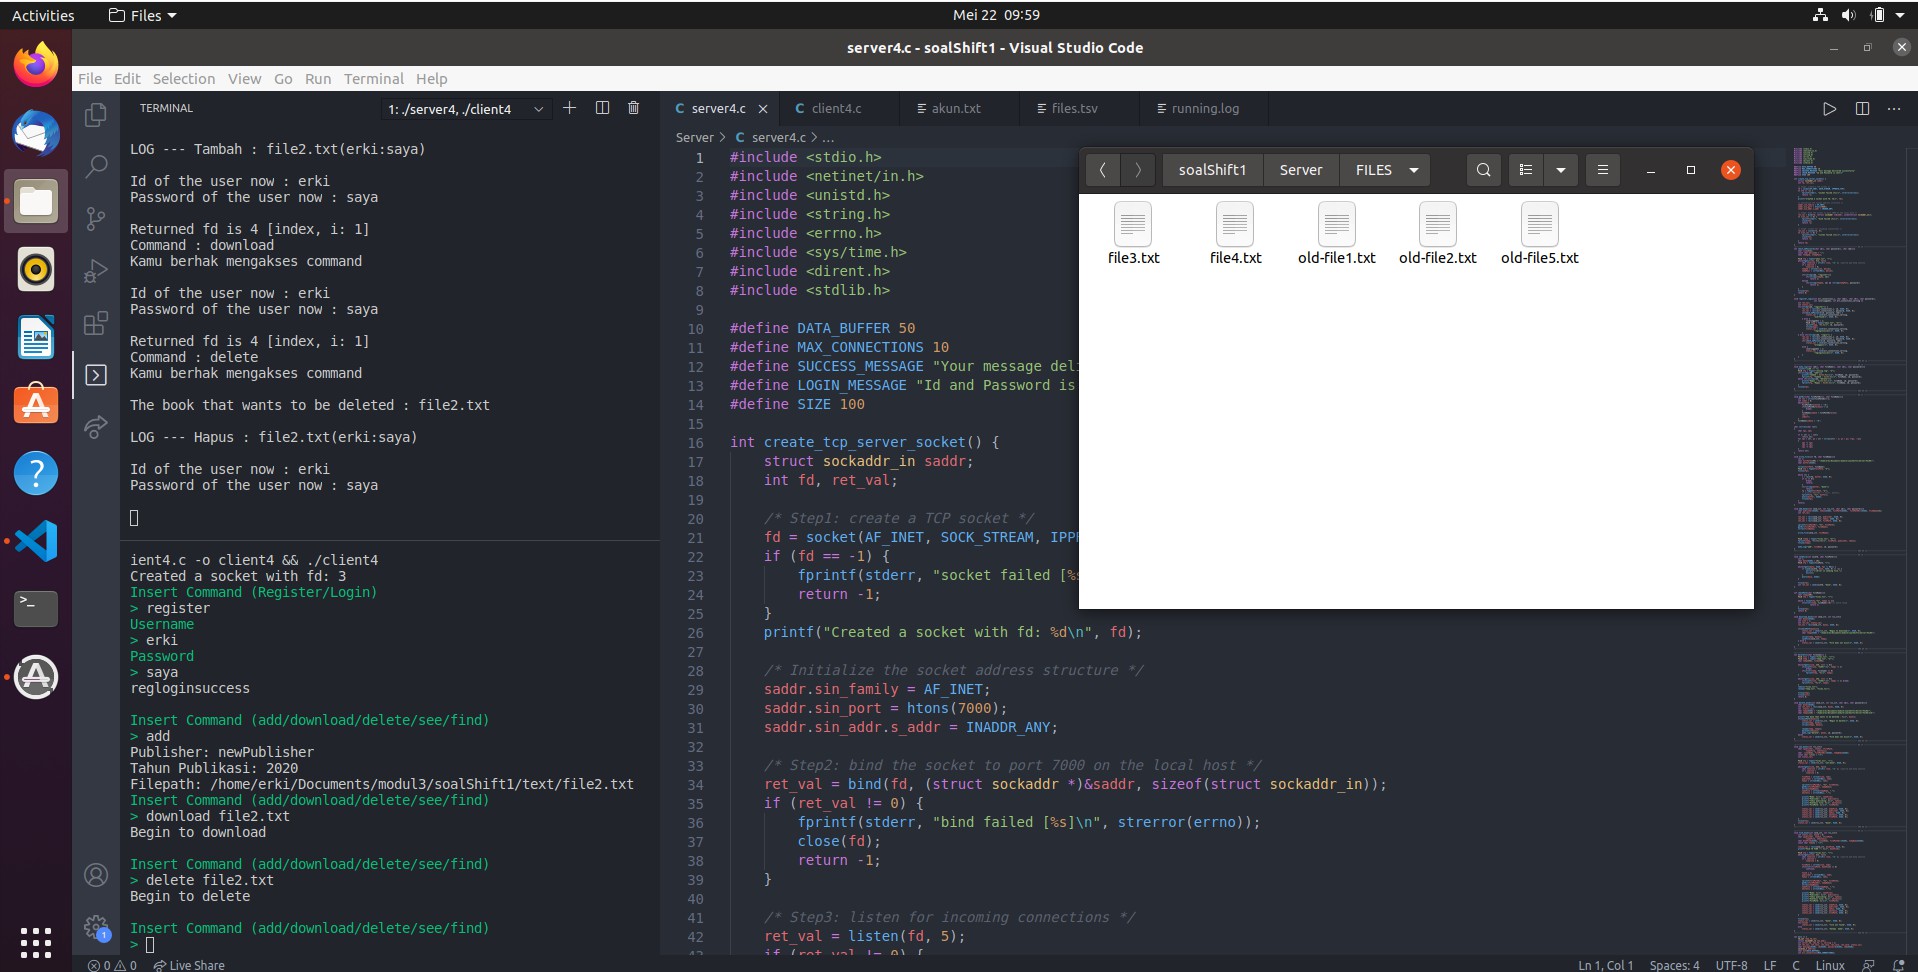 Activities Files Mei 22 09:59
server4.c - soalShift1 - Visual Studio Code
File Edit Selection View Go Run Terminal Help
TERMINAL 1: ./server4, ./client4
LOG --- Tambah : file2.txt(erki:saya)
Id of the user now : erki
Password of the user now : saya
Returned fd is 4 [index, i: 1]
Command : download
Kamu berhak mengakses command
Id of the user now : erki
Password of the user now : saya
Returned fd is 4 [index, i: 1]
Command : delete
Kamu berhak mengakses command
The book that wants to be deleted : file2.txt
LOG --- Hapus : file2.txt(erki:saya)
Id of the user now : erki
Password of the user now : saya
ient4.c -o client4 && ./client4
Created a socket with fd: 3
Insert Command (Register/Login)
> register
Username
> erki
Password
> saya
regloginsuccess
Insert Command (add/download/delete/see/find)
> add
Publisher: newPublisher
Tahun Publikasi: 2020
Filepath: /home/erki/Documents/modul3/soalShift1/text/file2.txt
Insert Command (add/download/delete/see/find)
> download file2.txt
Begin to download
Insert Command (add/download/delete/see/find)
> delete file2.txt
Begin to delete
Insert Command (add/download/delete/see/find)
>
C server4.c C client4.c akun.txt files.tsv running.log
Server > C server4.c > ...
1 #include <stdio.h>
2 #include <netinet/in.h>
3 #include <unistd.h>
4 #include <string.h>
5 #include <errno.h>
6 #include <sys/time.h>
7 #include <dirent.h>
8 #include <stdlib.h>
9
10 #define DATA_BUFFER 50
11 #define MAX_CONNECTIONS 10
12 #define SUCCESS_MESSAGE "Your message deli
13 #define LOGIN_MESSAGE "Id and Password is
14 #define SIZE 100
15
16 int create_tcp_server_socket() {
17 struct sockaddr_in saddr;
18 int fd, ret_val;
19
20 /* Step1: create a TCP socket */
21 fd = socket(AF_INET, SOCK_STREAM, IPP
22 if (fd == -1) {
23 fprintf(stderr, "socket failed [%s
24 return -1;
25 }
26 printf("Created a socket with fd: %d\n", fd);
27
28 /* Initialize the socket address structure */
29 saddr.sin_family = AF_INET;
30 saddr.sin_port = htons(7000);
31 saddr.sin_addr.s_addr = INADDR_ANY;
32
33 /* Step2: bind the socket to port 7000 on the local host */
34 ret_val = bind(fd, (struct sockaddr *)&saddr, sizeof(struct sockaddr_in));
35 if (ret_val != 0) {
36 fprintf(stderr, "bind failed [%s]\n", strerror(errno));
37 close(fd);
38 return -1;
39 }
40
41 /* Step3: listen for incoming connections */
42 ret_val = listen(fd, 5);
if (ret_val != 0) {
soalShift1 Server FILES
file3.txt file4.txt old-file1.txt old-file2.txt old-file5.txt
1
0 0 Live Share Ln 1, Col 1 Spaces: 4 UTF-8 LF C Linux